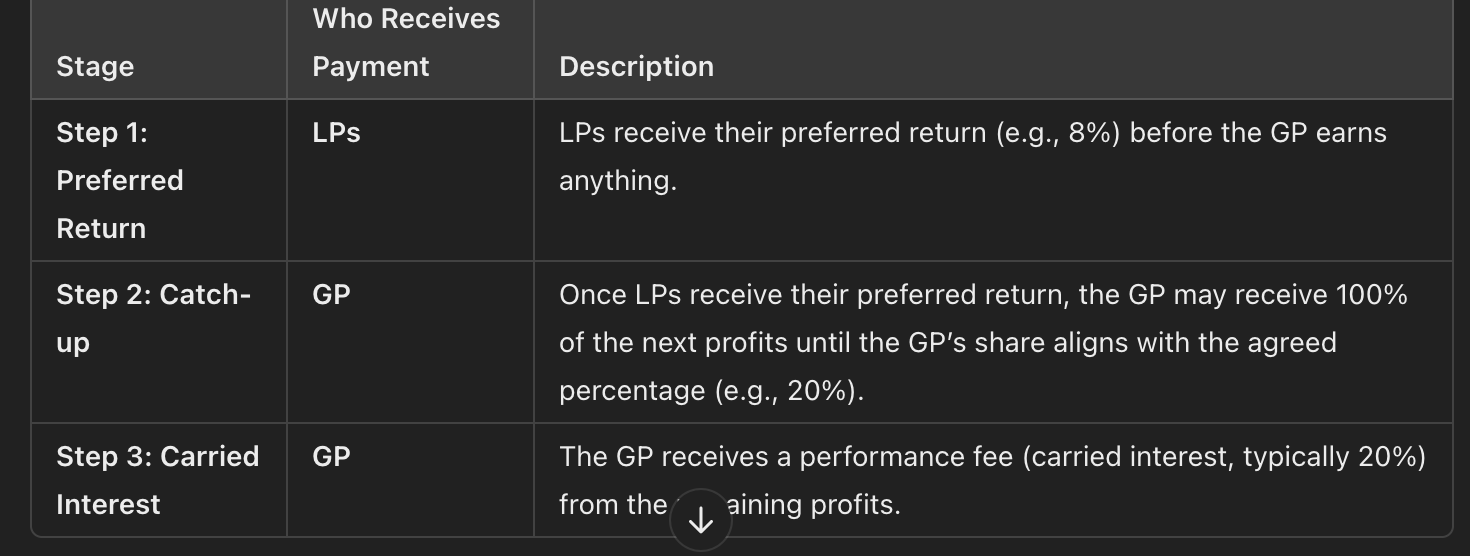 Who Receives
Stage
Payment
Description
Step 1:
Preferred
Return
LPs
LPs receive their preferred return (e.g., 8%) before the GP earns
anything.
Step 2: Catch-
up
GP
Once LPs receive their preferred return, the GP may receive 100%
of the next profits until the GP’s share aligns with the agreed
percentage (e.g., 20%).
Step 3: Carried
Interest
GP
The GP receives a performance fee (carried interest, typically 20%)
from the profits.